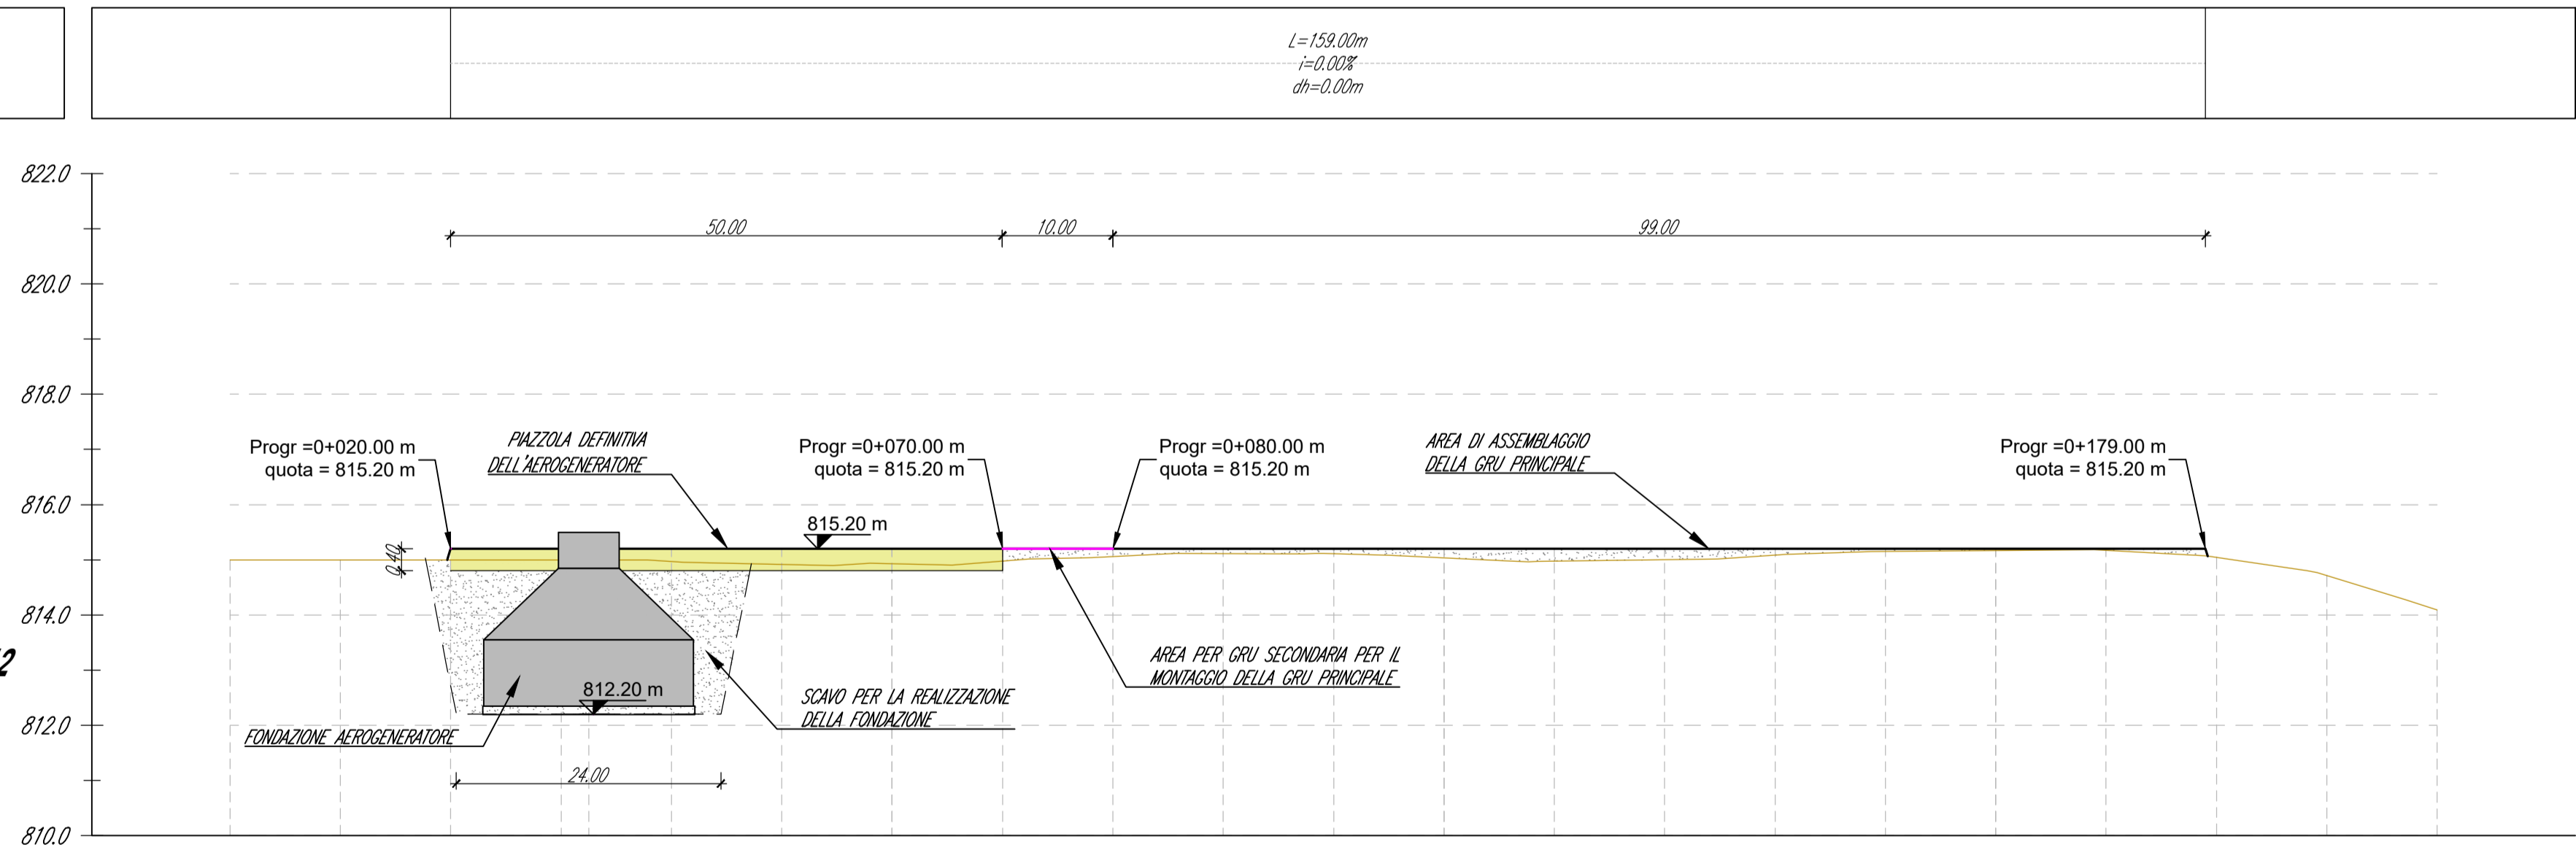 L=159.00m
i=0.00%
dh=0.00m
822.0
50.00
10.00
99.00
820.0
818.0
Progr =0+020.00 m
quota = 815.20 m
PIAZZOLA DEFINITIVA
DELL'AEROGENERATORE
Progr =0+070.00 m
quota = 815.20 m
Progr =0+080.00 m
quota = 815.20 m
AREA DI ASSEMBLAGGIO
DELLA GRU PRINCIPALE
Progr =0+179.00 m
quota = 815.20 m
816.0
815.20 m
0.40
814.0
AREA PER GRU SECONDARIA PER IL
MONTAGGIO DELLA GRU PRINCIPALE
812.20 m
SCAVO PER LA REALIZZAZIONE
DELLA FONDAZIONE
812.0
FONDAZIONE AEROGENERATORE
24.00
810.0